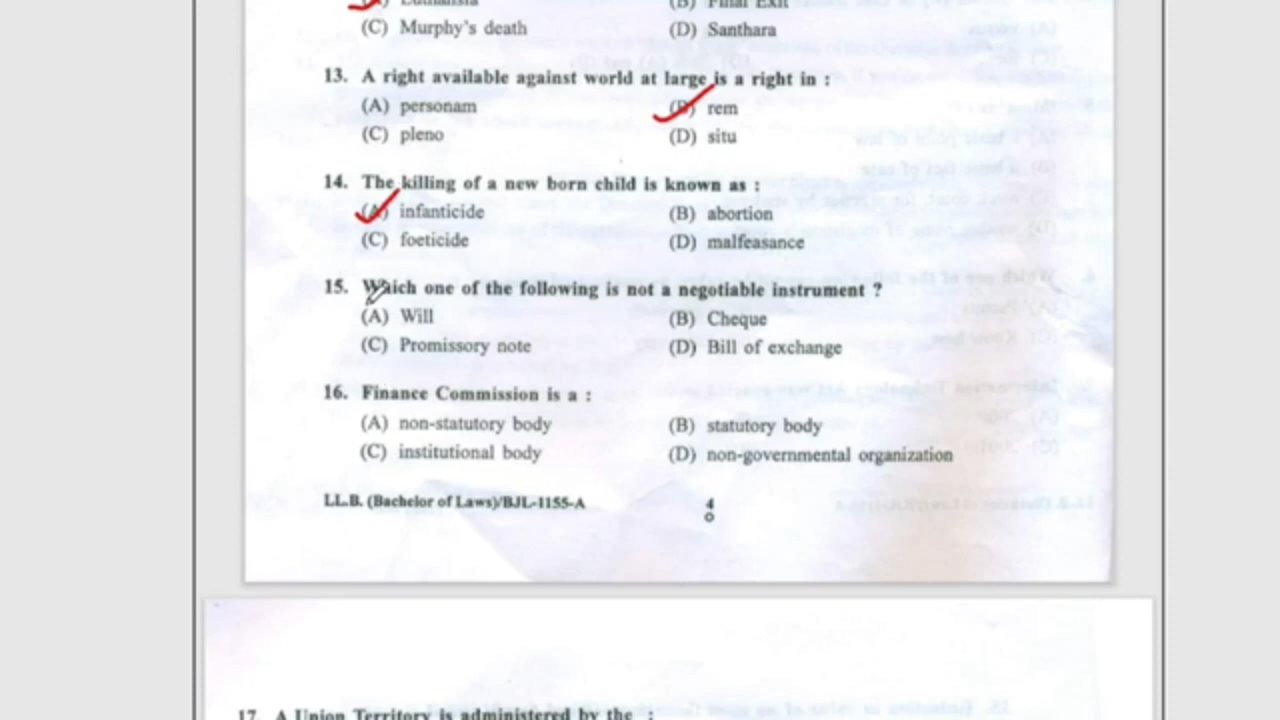 (A) Euthanasia (B) Final Exit
(C) Murphy's death (D) Santhara
13. A right available against world at large is a right in :
(A) personam (B) rem
(C) pleno (D) situ
14. The killing of a new born child is known as :
(A) infanticide (B) abortion
(C) foeticide (D) malfeasance
15. Which one of the following is not a negotiable instrument ?
(A) Will (B) Cheque
(C) Promissory note (D) Bill of exchange
16. Finance Commission is a :
(A) non-statutory body (B) statutory body
(C) institutional body (D) non-governmental organization
LL.B. (Bachelor of Laws)/BJL-1155-A 4
17. A Union Territory is administered by the :